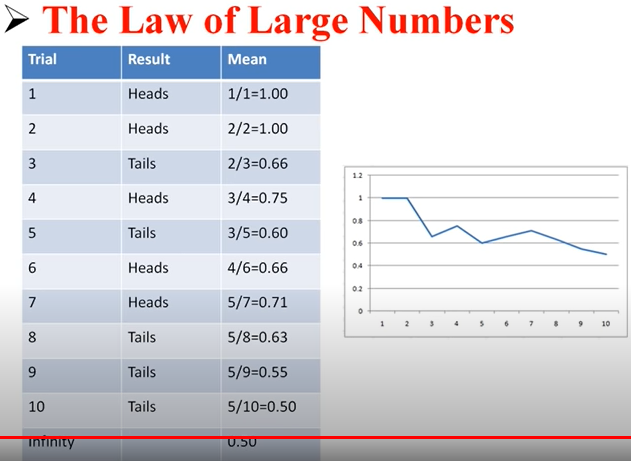 The Law of Large Numbers
Trial Result Mean
1 Heads 1/1=1.00
2 Heads 2/2=1.00
3 Tails 2/3=0.66
4 Heads 3/4=0.75
5 Tails 3/5=0.60
6 Heads 4/6=0.66
7 Heads 5/7=0.71
8 Tails 5/8=0.63
9 Tails 5/9=0.55
10 Tails 5/10=0.50
Infinity 0.50
1.2
1
0.8
0.6
0.4
0.2
0
1 2 3 4 5 6 7 8 9 10